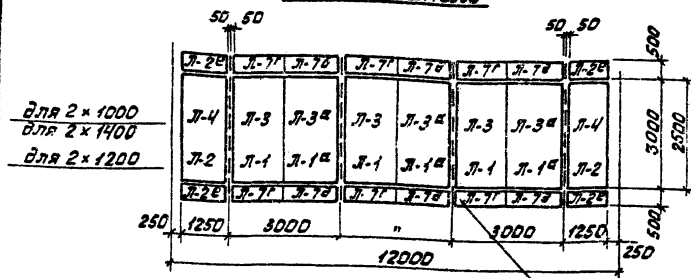 50 50
50 50
П-2е П-7г П-7д П-7г П-7д П-7г П-7д П-2е
500
для 2×1000
для 2×1400
П-4 П-3 П-3а П-3 П-3а П-3 П-3а П-4
3000
2500
для 2×1200
П-2 П-1 П-1а П-1 П-1а П-1 П-1а П-2
П-2е П-7г П-7д П-7г П-7д П-7г П-7д П-2е
500
250 1250 3000 " 3000 1250 250
12000